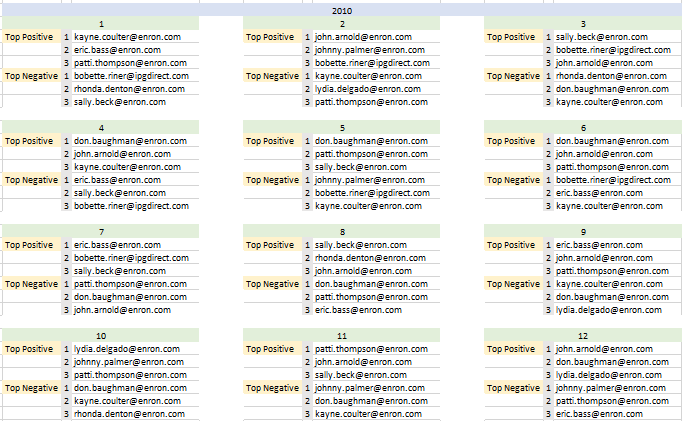 2010
1 2 3
Top Positive 1 kayne.coulter@enron.com Top Positive 1 john.arnold@enron.com Top Positive 1 sally.beck@enron.com
2 eric.bass@enron.com 2 johnny.palmer@enron.com 2 bobette.riner@ipgdirect.com
3 patti.thompson@enron.com 3 bobette.riner@ipgdirect.com 3 john.arnold@enron.com
Top Negative 1 bobette.riner@ipgdirect.com Top Negative 1 kayne.coulter@enron.com Top Negative 1 rhonda.denton@enron.com
2 rhonda.denton@enron.com 2 lydia.delgado@enron.com 2 don.baughman@enron.com
3 sally.beck@enron.com 3 patti.thompson@enron.com 3 kayne.coulter@enron.com
4 5 6
Top Positive 1 don.baughman@enron.com Top Positive 1 don.baughman@enron.com Top Positive 1 don.baughman@enron.com
2 john.arnold@enron.com 2 patti.thompson@enron.com 2 john.arnold@enron.com
3 kayne.coulter@enron.com 3 sally.beck@enron.com 3 patti.thompson@enron.com
Top Negative 1 eric.bass@enron.com Top Negative 1 johnny.palmer@enron.com Top Negative 1 bobette.riner@ipgdirect.com
2 sally.beck@enron.com 2 bobette.riner@ipgdirect.com 2 eric.bass@enron.com
3 bobette.riner@ipgdirect.com 3 kayne.coulter@enron.com 3 kayne.coulter@enron.com
7 8 9
Top Positive 1 eric.bass@enron.com Top Positive 1 sally.beck@enron.com Top Positive 1 eric.bass@enron.com
2 bobette.riner@ipgdirect.com 2 rhonda.denton@enron.com 2 john.arnold@enron.com
3 sally.beck@enron.com 3 john.arnold@enron.com 3 patti.thompson@enron.com
Top Negative 1 patti.thompson@enron.com Top Negative 1 don.baughman@enron.com Top Negative 1 kayne.coulter@enron.com
2 don.baughman@enron.com 2 patti.thompson@enron.com 2 don.baughman@enron.com
3 john.arnold@enron.com 3 eric.bass@enron.com 3 lydia.delgado@enron.com
10 11 12
Top Positive 1 lydia.delgado@enron.com Top Positive 1 patti.thompson@enron.com Top Positive 1 john.arnold@enron.com
2 johnny.palmer@enron.com 2 john.arnold@enron.com 2 don.baughman@enron.com
3 patti.thompson@enron.com 3 sally.beck@enron.com 3 lydia.delgado@enron.com
Top Negative 1 don.baughman@enron.com Top Negative 1 johnny.palmer@enron.com Top Negative 1 johnny.palmer@enron.com
2 kayne.coulter@enron.com 2 don.baughman@enron.com 2 patti.thompson@enron.com
3 rhonda.denton@enron.com 3 kayne.coulter@enron.com 3 eric.bass@enron.com